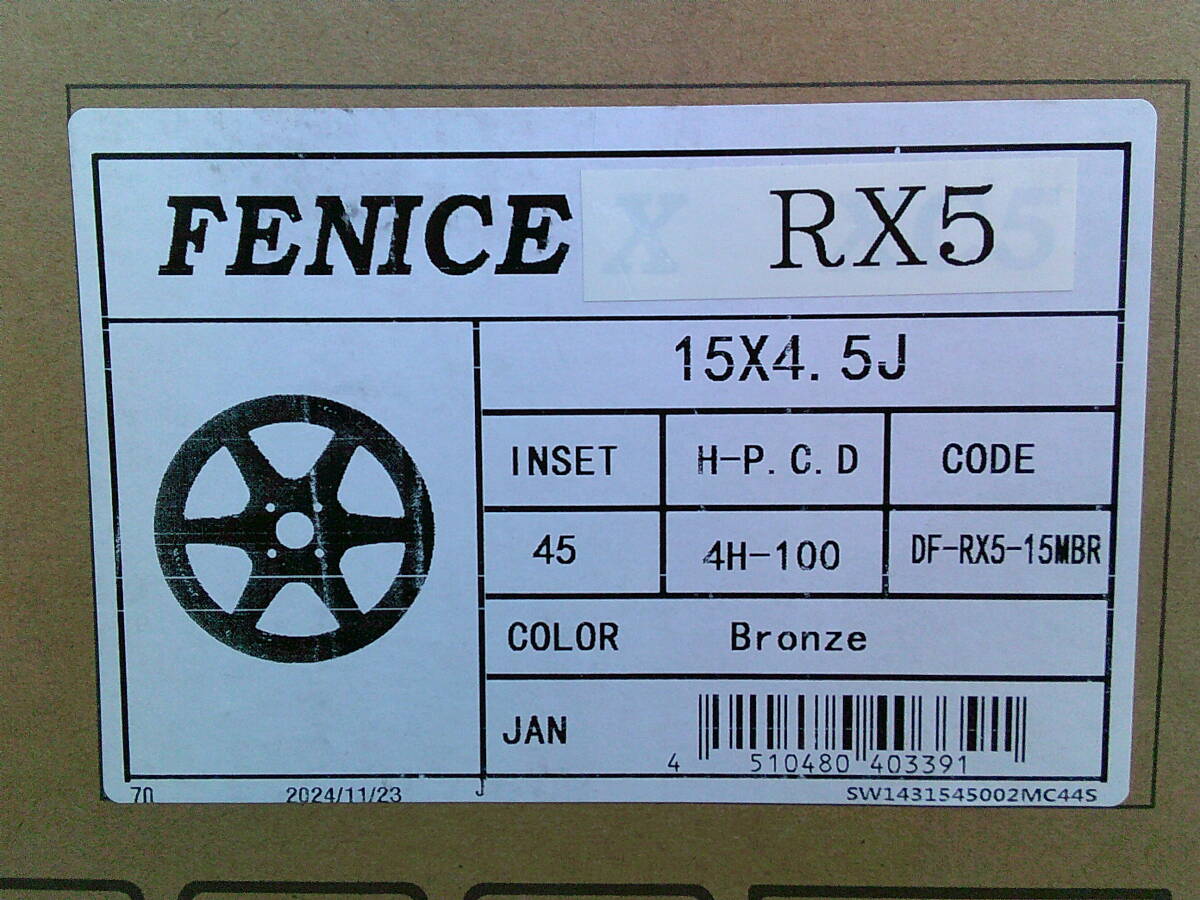 FENICE RX5
15X4.5J
INSET H-P.C.D CODE
45 4H-100 DF-RX5-15MBR
COLOR Bronze
JAN
4 510480 403391
70 2024/11/23 J SW1431545002MC44S